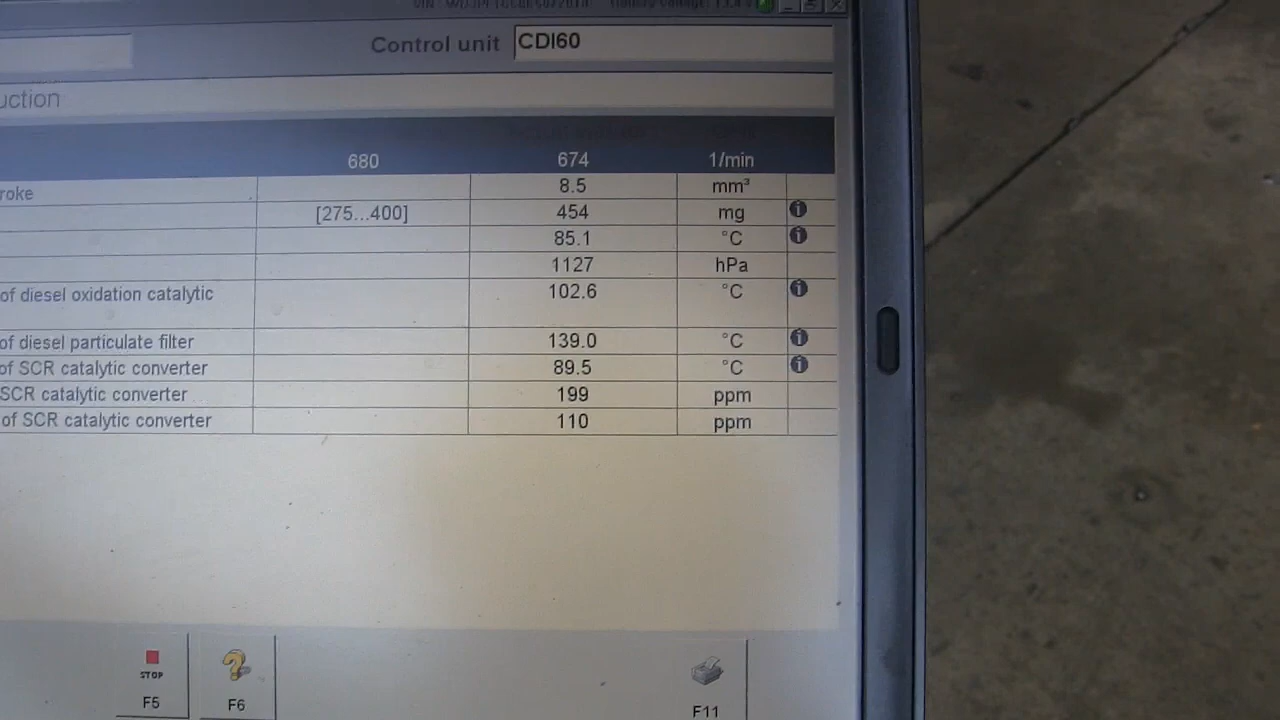 Control unit CDI60
uction
680 674 1/min
roke 8.5 mm³
[275...400] 454 mg
85.1 °C
1127 hPa
of diesel oxidation catalytic 102.6 °C
of diesel particulate filter 139.0 °C
of SCR catalytic converter 89.5 °C
SCR catalytic converter 199 ppm
of SCR catalytic converter 110 ppm
STOP
F5 F6 F11